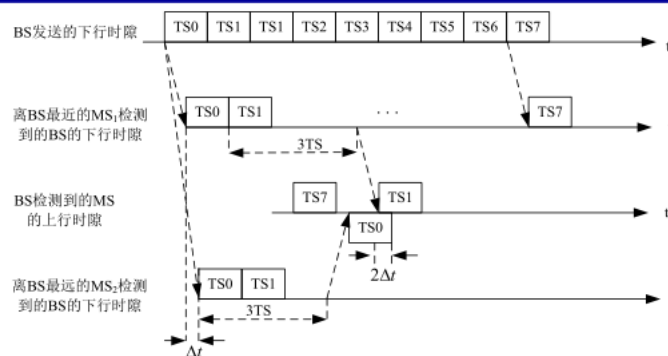 BS发送的下行时隙
TS0 TS1 TS1 TS2 TS3 TS4 TS5 TS6 TS7
t
离BS最近的MS₁检测
到的BS的下行时隙
TS0 TS1 · · · TS7
3TS
BS检测到的MS
的上行时隙
TS7 TS1
t
TS0
2Δt
离BS最远的MS₂检测
到的BS的下行时隙
TS0 TS1
3TS
Δt